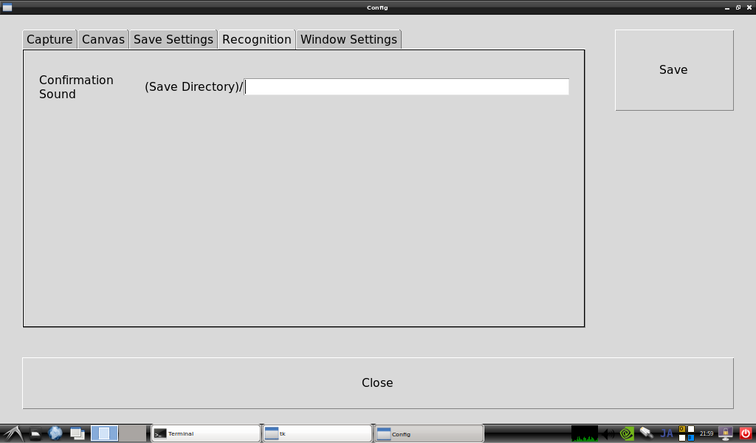 Config
Capture Canvas Save Settings Recognition Window Settings
Save
Confirmation
Sound
(Save Directory)/
Close
Terminal tk Config JA 21:59